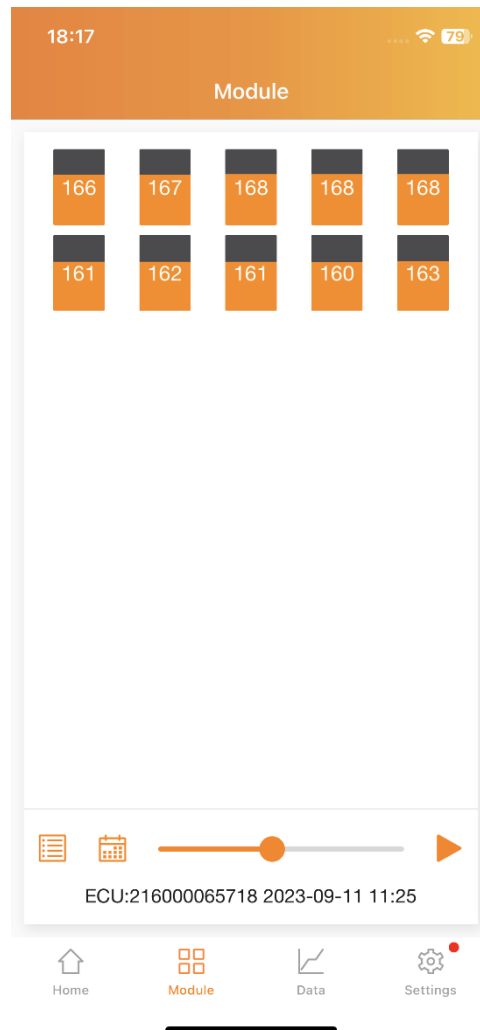 18:17 79
Module
166 167 168 168 168
161 162 161 160 163
ECU:216000065718 2023-09-11 11:25
Home Module Data Settings